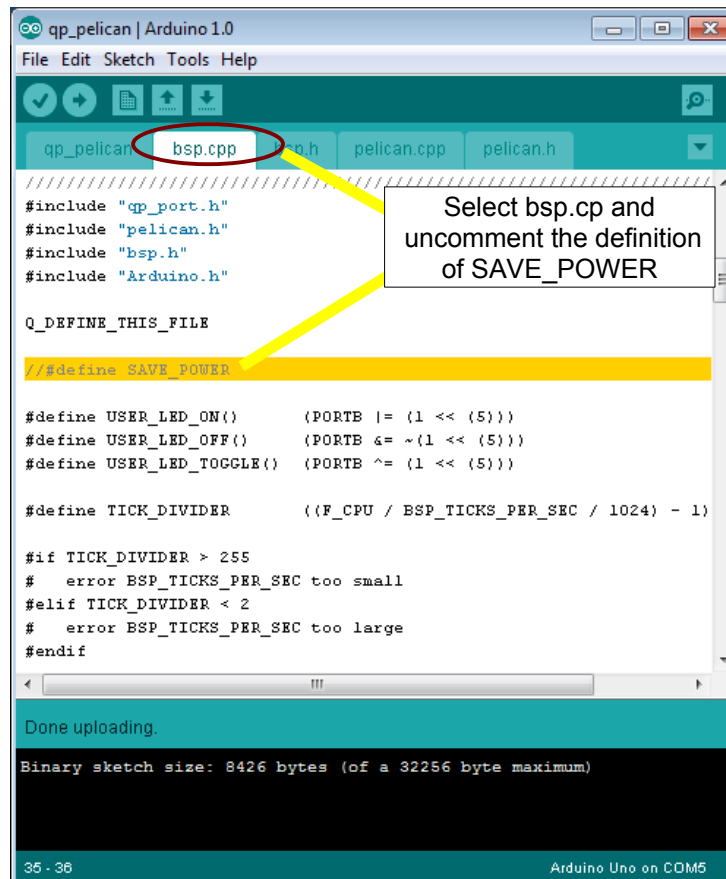 qp_pelican | Arduino 1.0
File Edit Sketch Tools Help
qp_pelican bsp.cpp bsp.h pelican.cpp pelican.h
////////////////////////////////////////////////////////////////////////////
#include "qp_port.h"
#include "pelican.h"
#include "bsp.h"
#include "Arduino.h"
Select bsp.cp and
uncomment the definition
of SAVE_POWER
Q_DEFINE_THIS_FILE
//#define SAVE_POWER
#define USER_LED_ON() (PORTB |= (1 << (5)))
#define USER_LED_OFF() (PORTB &= ~(1 << (5)))
#define USER_LED_TOGGLE() (PORTB ^= (1 << (5)))
#define TICK_DIVIDER ((F_CPU / BSP_TICKS_PER_SEC / 1024) - 1)
#if TICK_DIVIDER > 255
# error BSP_TICKS_PER_SEC too small
#elif TICK_DIVIDER < 2
# error BSP_TICKS_PER_SEC too large
#endif
Done uploading.
Binary sketch size: 8426 bytes (of a 32256 byte maximum)
35 - 36 Arduino Uno on COM5